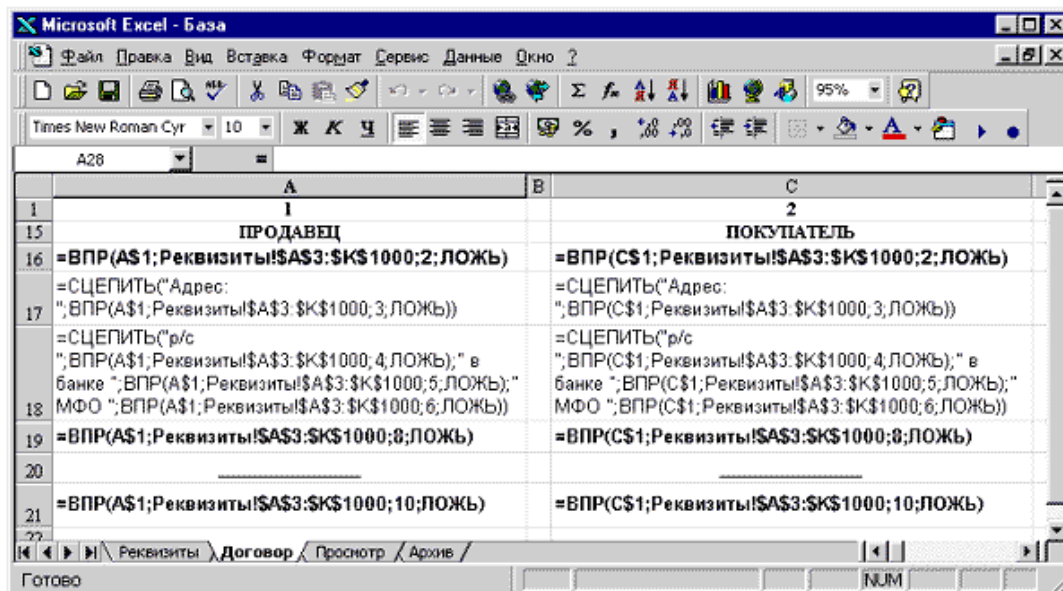 Microsoft Excel - База
Файл Правка Вид Вставка Формат Сервис Данные Окно ?
95%
Times New Roman Cyr 10 Ж К Ч
A28 =
A B C
1 1 2
15 ПРОДАВЕЦ ПОКУПАТЕЛЬ
16 =ВПР(A$1;Реквизиты!$A$3:$K$1000;2;ЛОЖЬ) =ВПР(C$1;Реквизиты!$A$3:$K$1000;2;ЛОЖЬ)
=СЦЕПИТЬ("Адрес: =СЦЕПИТЬ("Адрес:
17 ";ВПР(A$1;Реквизиты!$A$3:$K$1000;3;ЛОЖЬ)) ";ВПР(C$1;Реквизиты!$A$3:$K$1000;3;ЛОЖЬ))
=СЦЕПИТЬ("р/с =СЦЕПИТЬ("р/с
";ВПР(A$1;Реквизиты!$A$3:$K$1000;4;ЛОЖЬ);" в ";ВПР(C$1;Реквизиты!$A$3:$K$1000;4;ЛОЖЬ);" в
банке ";ВПР(A$1;Реквизиты!$A$3:$K$1000;5;ЛОЖЬ);" банке ";ВПР(C$1;Реквизиты!$A$3:$K$1000;5;ЛОЖЬ);"
18 МФО ";ВПР(A$1;Реквизиты!$A$3:$K$1000;6;ЛОЖЬ)) МФО ";ВПР(C$1;Реквизиты!$A$3:$K$1000;6;ЛОЖЬ))
19 =ВПР(A$1;Реквизиты!$A$3:$K$1000;8;ЛОЖЬ) =ВПР(C$1;Реквизиты!$A$3:$K$1000;8;ЛОЖЬ)
20
21 =ВПР(A$1;Реквизиты!$A$3:$K$1000;10;ЛОЖЬ) =ВПР(C$1;Реквизиты!$A$3:$K$1000;10;ЛОЖЬ)
22
Реквизиты Договор Просмотр Архив
Готово NUM